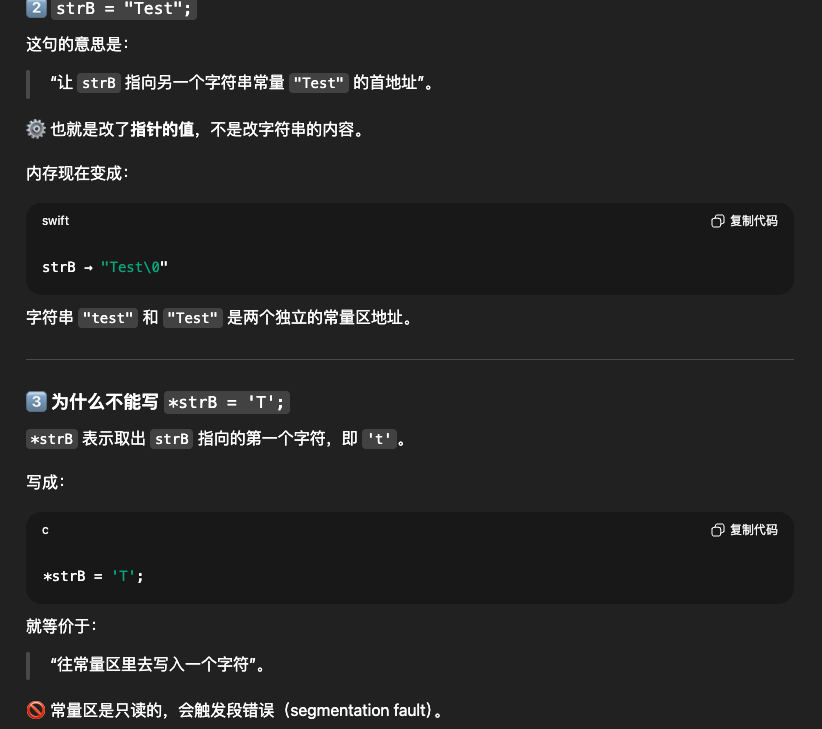 2 strB = "Test";
这句的意思是：
“让 strB 指向另一个字符串常量 "Test" 的首地址”。
⚙️ 也就是改了指针的值，不是改字符串的内容。
内存现在变成：
swift 复制代码
strB → "Test\0"
字符串 "test" 和 "Test" 是两个独立的常量区地址。
3 为什么不能写 *strB = 'T';
*strB 表示取出 strB 指向的第一个字符，即 't'。
写成：
c 复制代码
*strB = 'T';
就等价于：
“往常量区里去写入一个字符”。
🚫 常量区是只读的，会触发段错误（segmentation fault）。